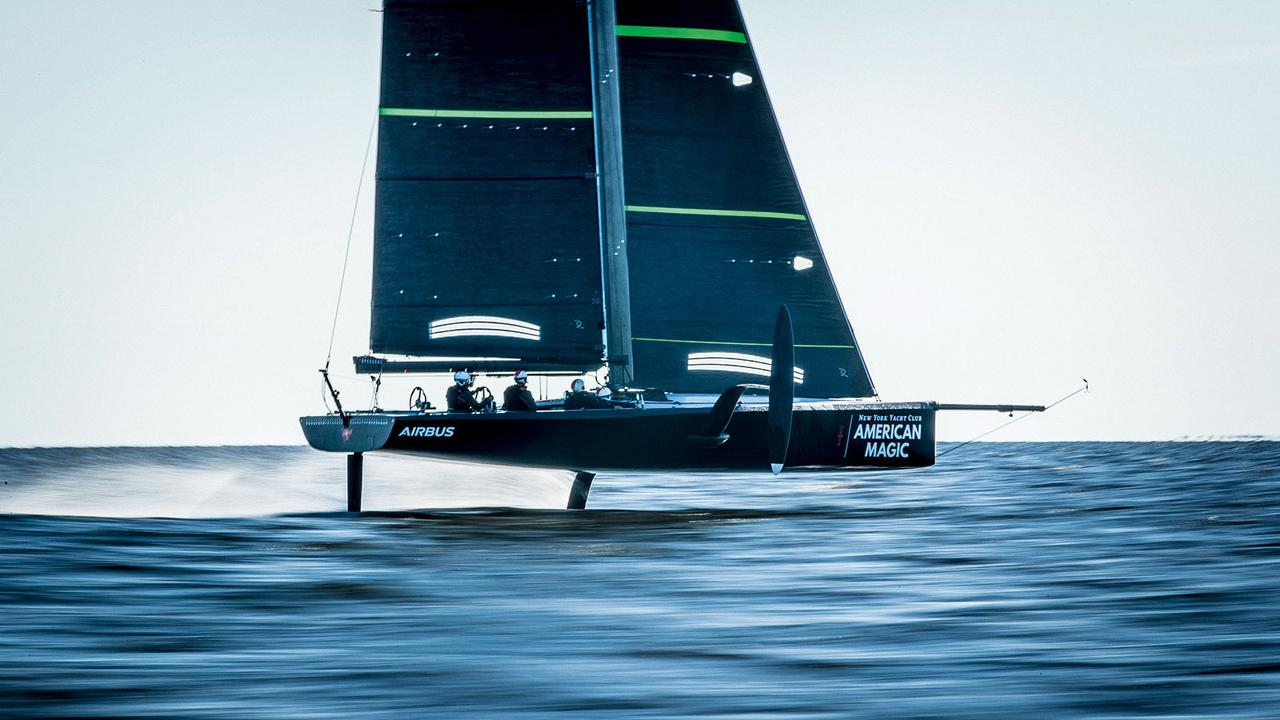 AIRBUS
NEW YORK YACHT CLUB
AMERICAN
MAGIC